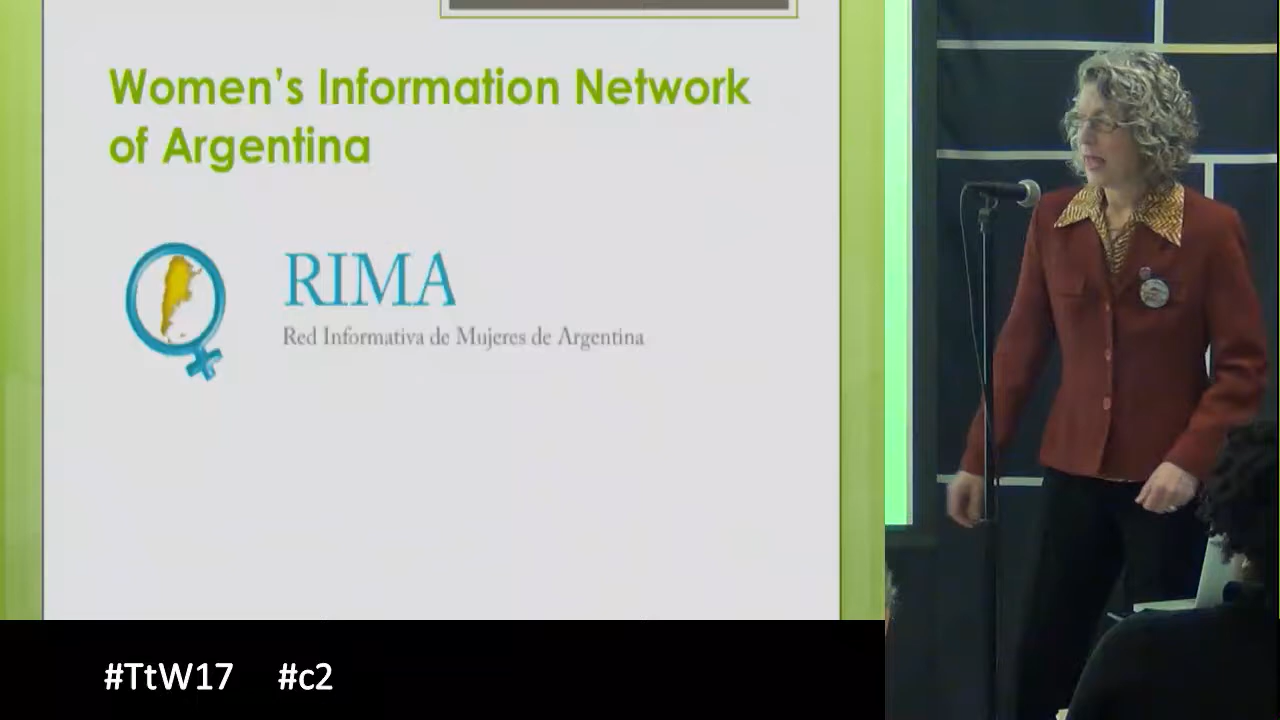 Women's Information Network
of Argentina
RIMA
Red Informativa de Mujeres de Argentina
#TtW17 #c2